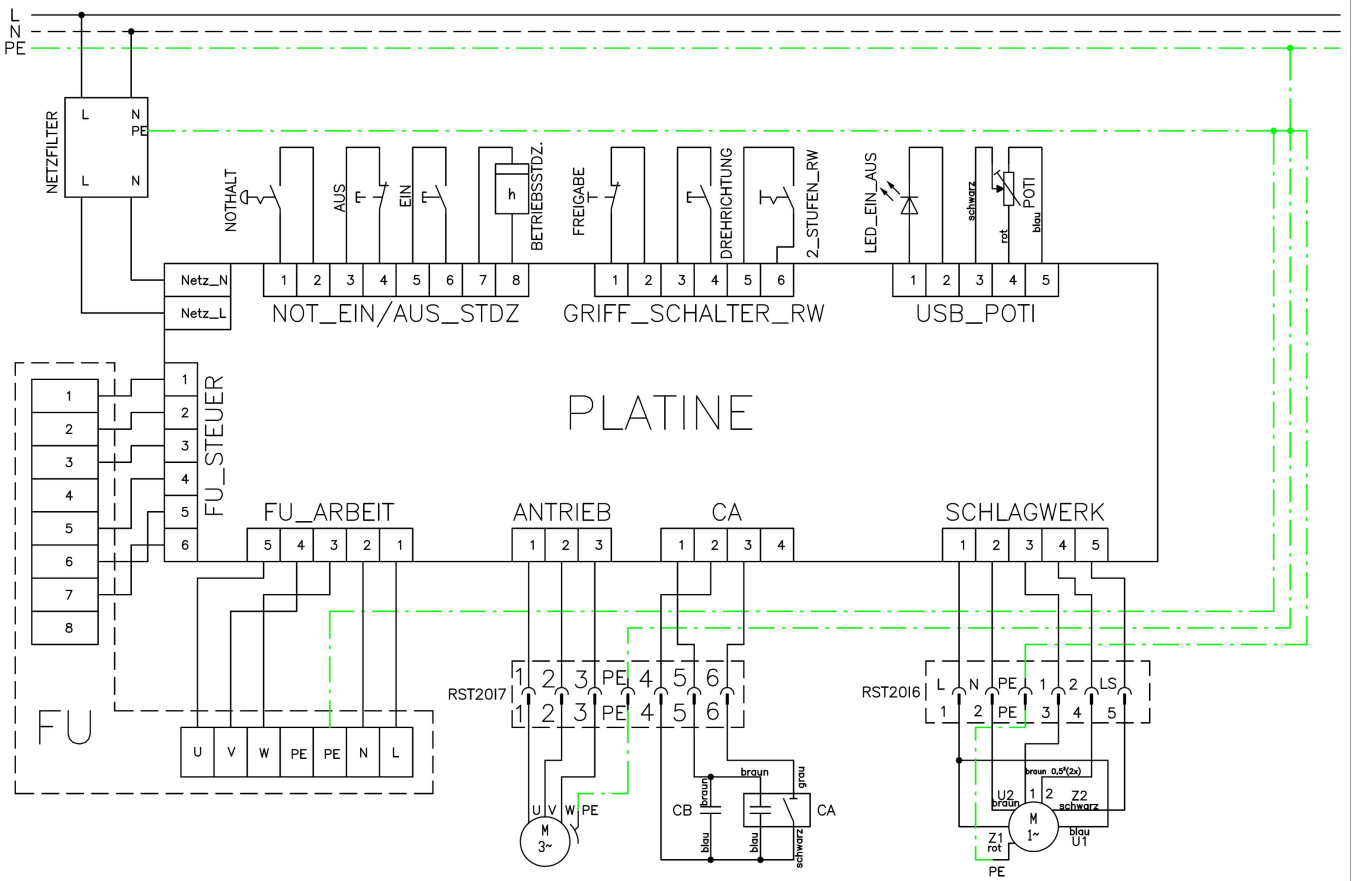 L
N
PE
NETZFILTER
L N
PE
L N
NOTHALT
AUS
EIN
h
BETRIEBSSTDZ.
FREIGABE
DREHRICHTUNG
2_STUFEN_RW
LED_EIN_AUS
schwarz
rot
POTI
blau
Netz_N
Netz_L
1 2 3 4 5 6 7 8
NOT_EIN/AUS_STDZ
1 2 3 4 5 6
GRIFF_SCHALTER_RW
1 2 3 4 5
USB_POTI
PLATINE
1
2
3
4
5
6
7
8
1
2
3
4
5
6
FU_STEUER
FU
FU_ARBEIT
5 4 3 2 1
ANTRIEB
1 2 3
CA
1 2 3 4
SCHLAGWERK
1 2 3 4 5
U V W PE PE N L
RST20I7
1 2 3 PE 4 5 6
1 2 3 PE 4 5 6
RST20I6
L N PE 1 2 LS
1 2 PE 3 4 5
U V W PE
M
3~
CB
braun
blau
braun
blau
grau
schwarz
CA
braun 0,5²(2x)
U2
braun
1 2
Z2
schwarz
M
1~
Z1
rot
blau
U1
PE